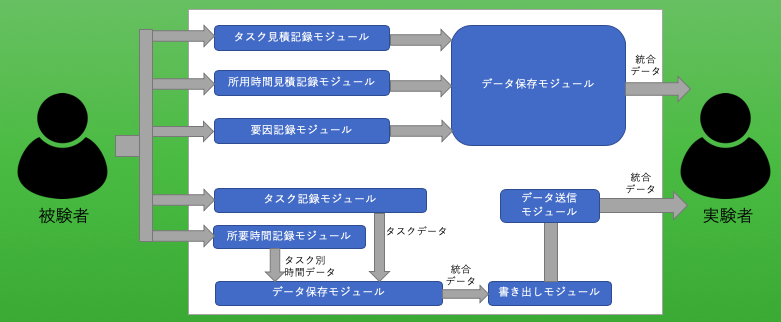 タスク見積記録モジュール
所用時間見積記録モジュール
要因記録モジュール
データ保存モジュール
統合
データ
被験者
実験者
タスク記録モジュール
所要時間記録モジュール
タスク別
時間データ
タスクデータ
データ保存モジュール
統合
データ
書き出しモジュール
データ送信
モジュール
統合
データ